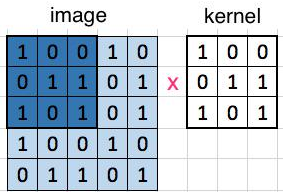 image kernel
1 0 0 1 0 1 0 0
0 1 1 0 1 x 0 1 1
1 0 1 0 1 1 0 1
1 0 0 1 0
0 1 1 0 1